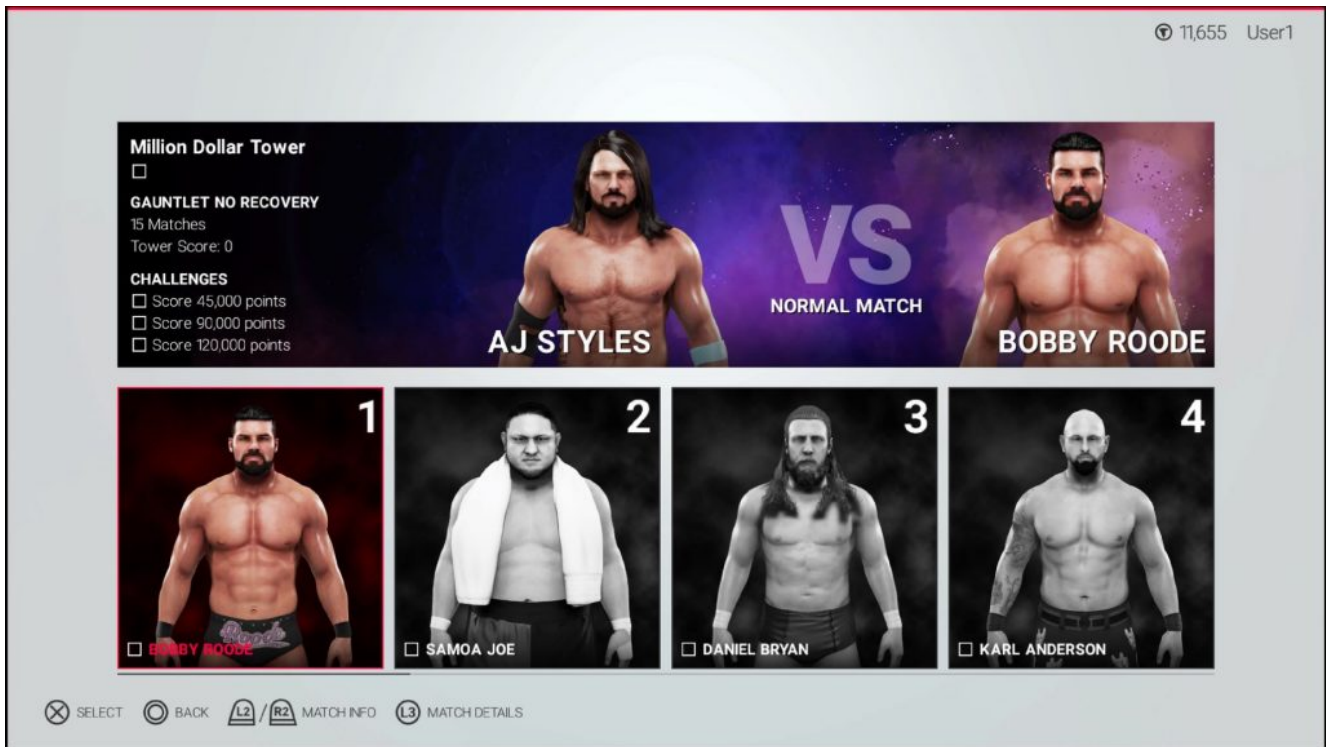 11,655 User1
Million Dollar Tower
GAUNTLET NO RECOVERY
15 Matches
Tower Score: 0
CHALLENGES
Score 45,000 points
Score 90,000 points
Score 120,000 points
AJ STYLES
VS
NORMAL MATCH
BOBBY ROODE
1
Roode
BOBBY ROODE
2
SAMOA JOE
3
DANIEL BRYAN
4
KARL ANDERSON
SELECT BACK L2 / R2 MATCH INFO L3 MATCH DETAILS